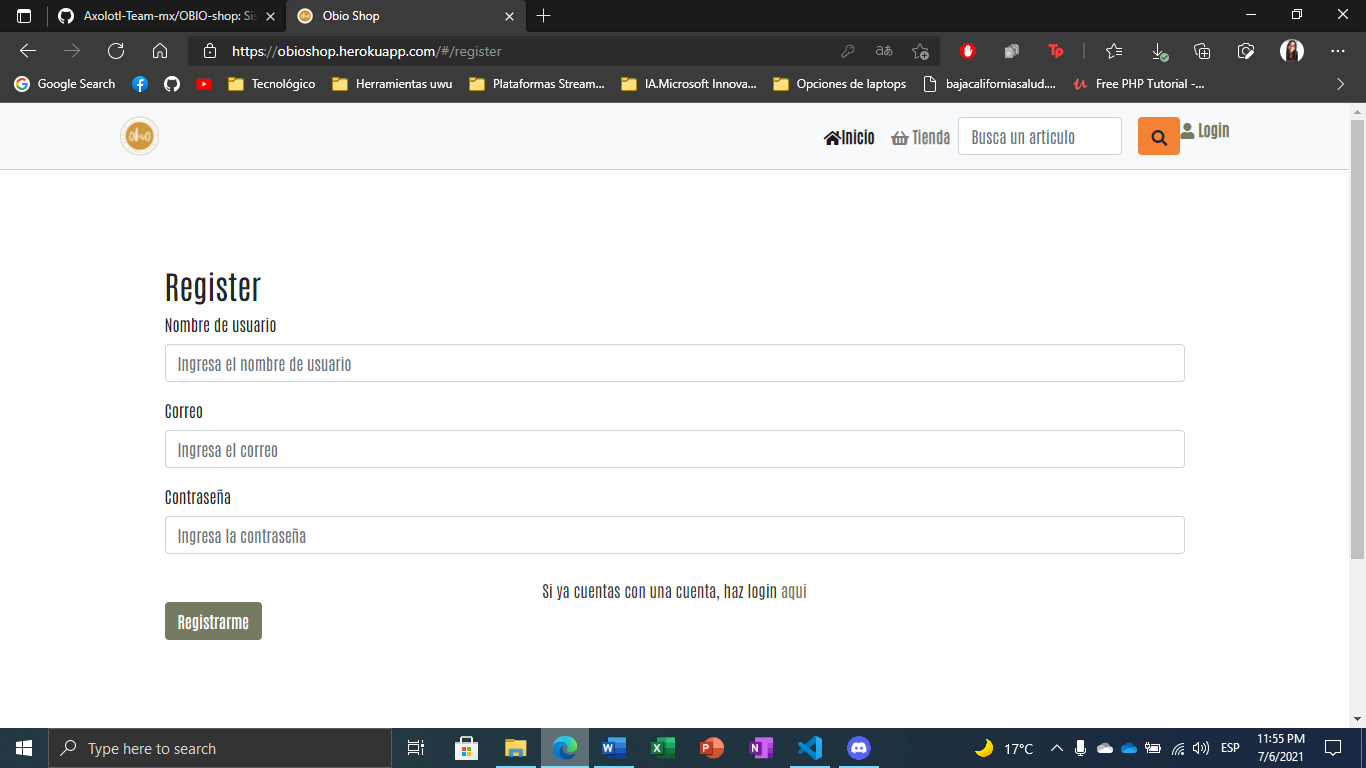 Axolotl-Team-mx/OBIO-shop: Sis
Obio Shop
https://obioshop.herokuapp.com/#/register
Google Search
Tecnológico
Herramientas uwu
Plataformas Stream...
IA.Microsoft Innova...
Opciones de laptops
bajacaliforniasalud....
Free PHP Tutorial -...
obio
Inicio
Tienda
Busca un articulo
Login
Register
Nombre de usuario
Ingresa el nombre de usuario
Correo
Ingresa el correo
Contraseña
Ingresa la contraseña
Si ya cuentas con una cuenta, haz login aqui
Registrarme
Type here to search
17°C
ESP
11:55 PM
7/6/2021